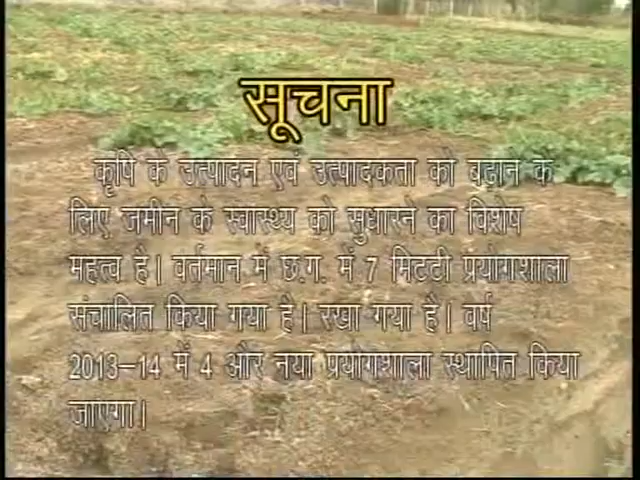 सूचना
कृषि के उत्पादन एवं उत्पादकता को बढ़ाने के
लिए जमीन के स्वास्थ्य को सुधारने का विशेष
महत्व है। वर्तमान में छ.ग. में 7 मिटटी प्रयोगशाला
संचालित किया गया है। रखा गया है। वर्ष
2013–14 में 4 और नया प्रयोगशाला स्थापित किया
जाएगा।